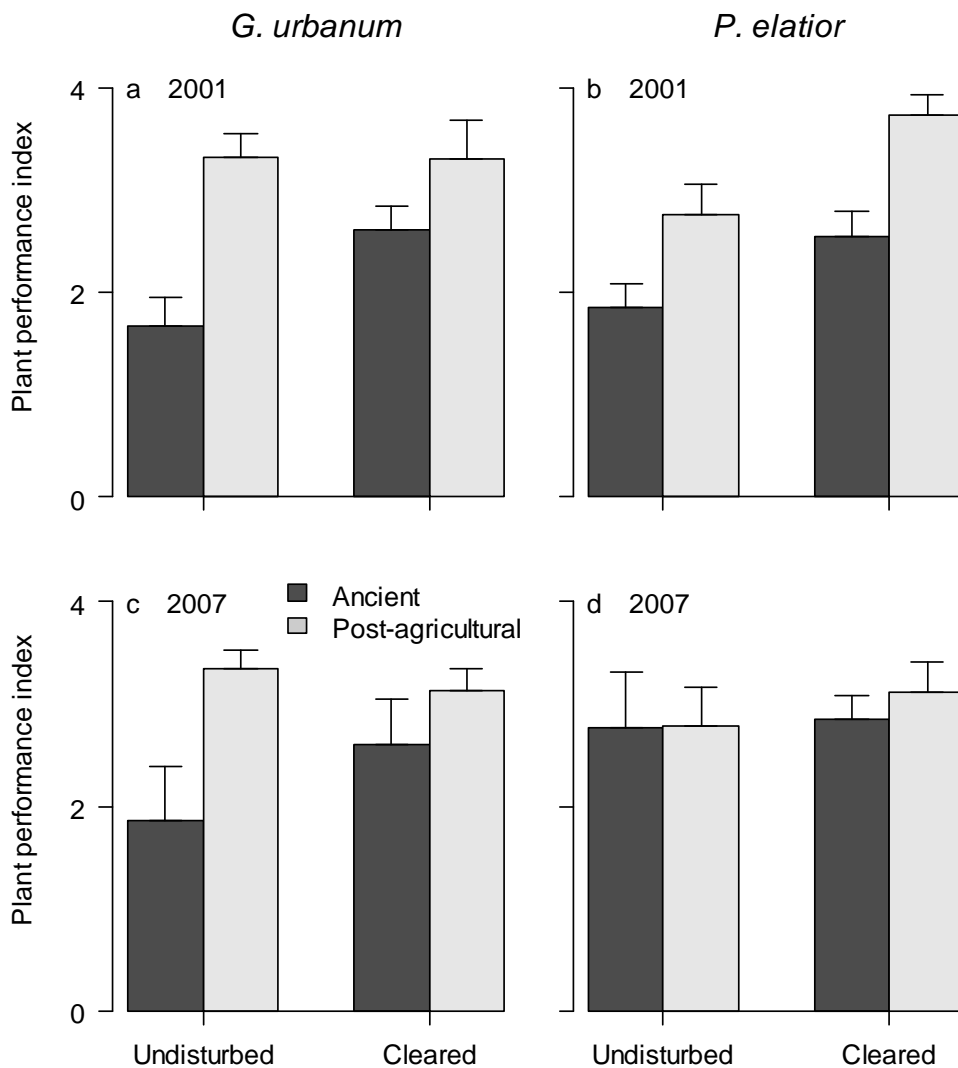 G. urbanum
P. elatior
a 2001
b 2001
Plant performance index
4
2
0
c 2007
d 2007
Ancient
Post-agricultural
Plant performance index
4
2
0
Undisturbed
Cleared
Undisturbed
Cleared